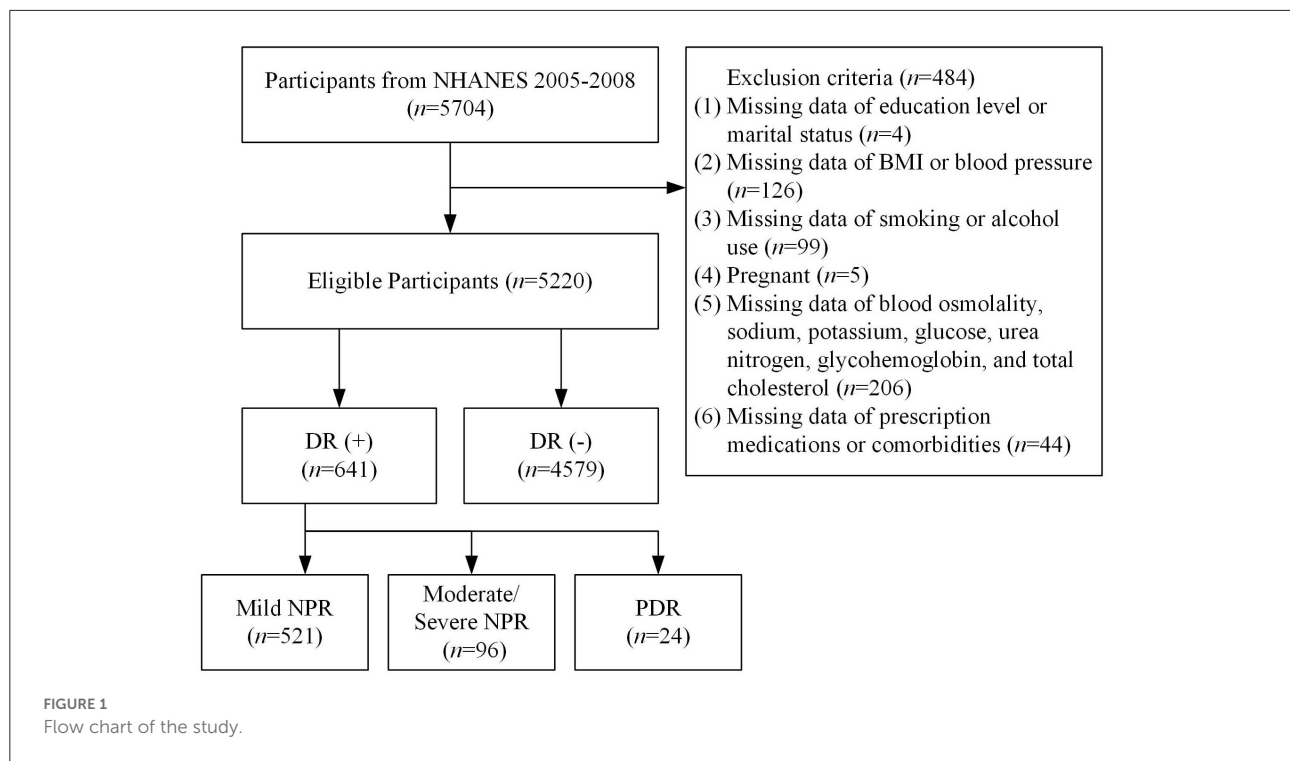 Participants from NHANES 2005-2008
(n=5704)
Exclusion criteria (n=484)
(1) Missing data of education level or
marital status (n=4)
(2) Missing data of BMI or blood pressure
(n=126)
(3) Missing data of smoking or alcohol
use (n=99)
(4) Pregnant (n=5)
(5) Missing data of blood osmolality,
sodium, potassium, glucose, urea
nitrogen, glycohemoglobin, and total
cholesterol (n=206)
(6) Missing data of prescription
medications or comorbidities (n=44)
Eligible Participants (n=5220)
DR (+)
(n=641)
DR (-)
(n=4579)
Mild NPR
(n=521)
Moderate/
Severe NPR
(n=96)
PDR
(n=24)
FIGURE 1
Flow chart of the study.